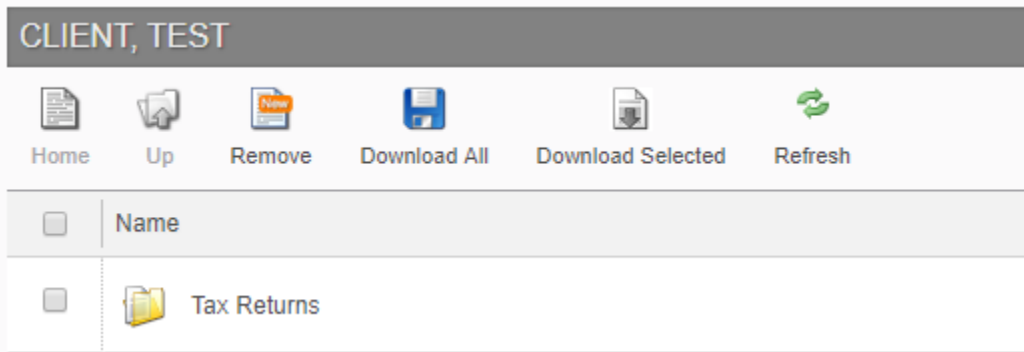 CLIENT, TEST
New
Home Up Remove Download All Download Selected Refresh
Name
Tax Returns